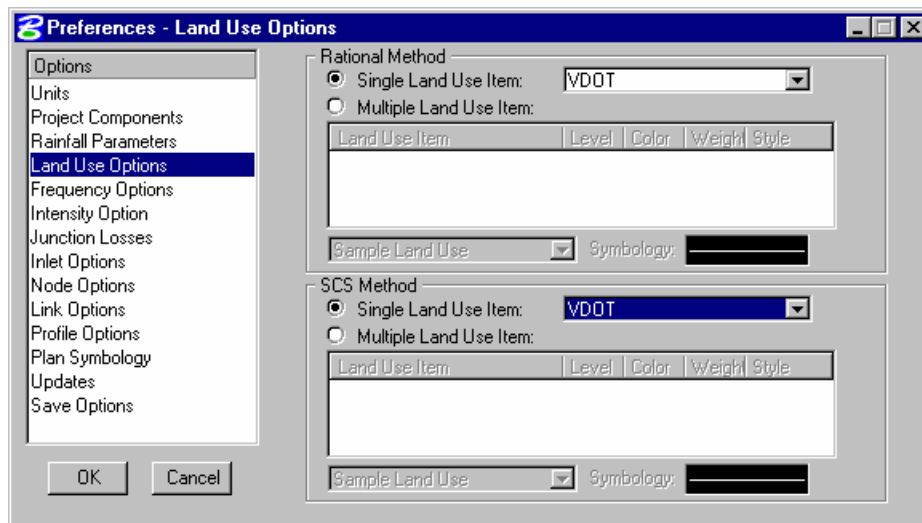 Preferences - Land Use Options
Options
Units
Project Components
Rainfall Parameters
Land Use Options
Frequency Options
Intensity Option
Junction Losses
Inlet Options
Node Options
Link Options
Profile Options
Plan Symbology
Updates
Save Options
OK Cancel
Rational Method
Single Land Use Item: VDOT
Multiple Land Use Item:
Land Use Item Level Color Weight Style
Sample Land Use Symbology:
SCS Method
Single Land Use Item: VDOT
Multiple Land Use Item:
Land Use Item Level Color Weight Style
Sample Land Use Symbology: